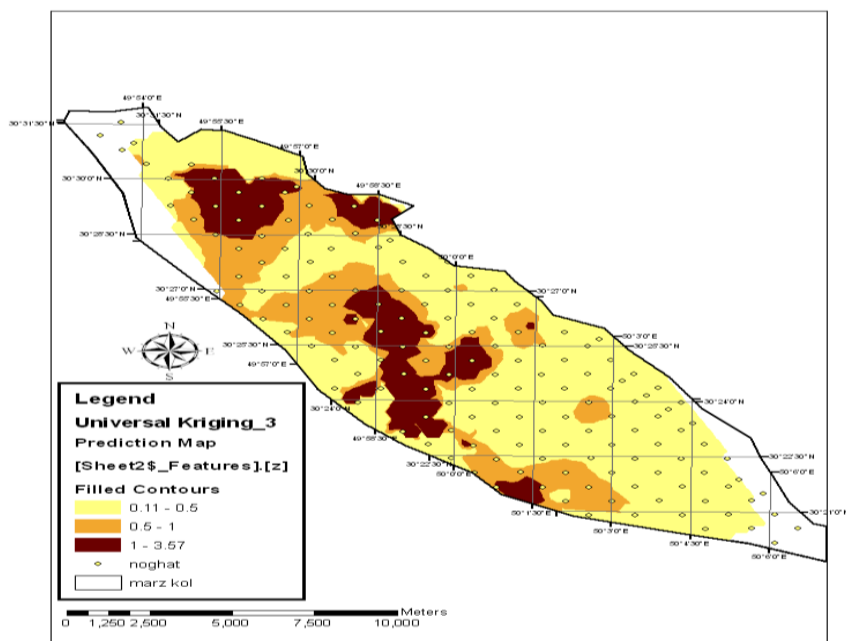 49°54'0"E
30°31'30"N
30°31'30"N
49°55'30"E
49°57'0"E
30°30'0"N
30°30'0"N
49°58'30"E
30°28'30"N
30°27'0"N
49°55'30"E
30°27'0"N
N
W E
S
30°25'30"N
49°57'0"E
50°3'0"E
30°25'30"N
30°24'0"N
30°24'0"N
49°58'30"E
30°22'30"N
50°0'0"E
30°22'30"N
50°6'0"E
50°1'30"E
50°3'0"E
50°4'30"E
50°6'0"E
30°21'0"N
Legend
Universal Kriging_3
Prediction Map
[Sheet2$_Features].[z]
Filled Contours
0.11 - 0.5
0.5 - 1
1 - 3.57
noghat
marz kol
Meters
0 1,250 2,500 5,000 7,500 10,000